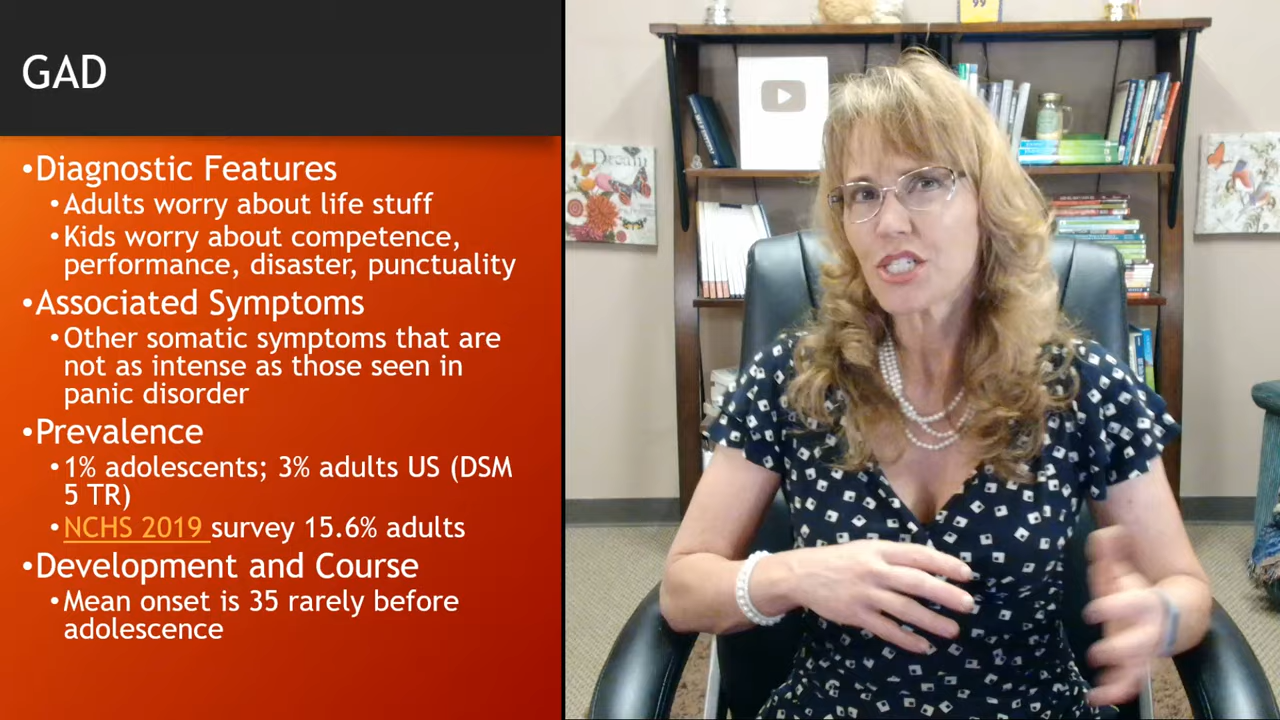 GAD
•Diagnostic Features
•Adults worry about life stuff
•Kids worry about competence,
performance, disaster, punctuality
•Associated Symptoms
•Other somatic symptoms that are
not as intense as those seen in
panic disorder
•Prevalence
•1% adolescents; 3% adults US (DSM
5 TR)
•NCHS 2019 survey 15.6% adults
•Development and Course
•Mean onset is 35 rarely before
adolescence
Dream
99